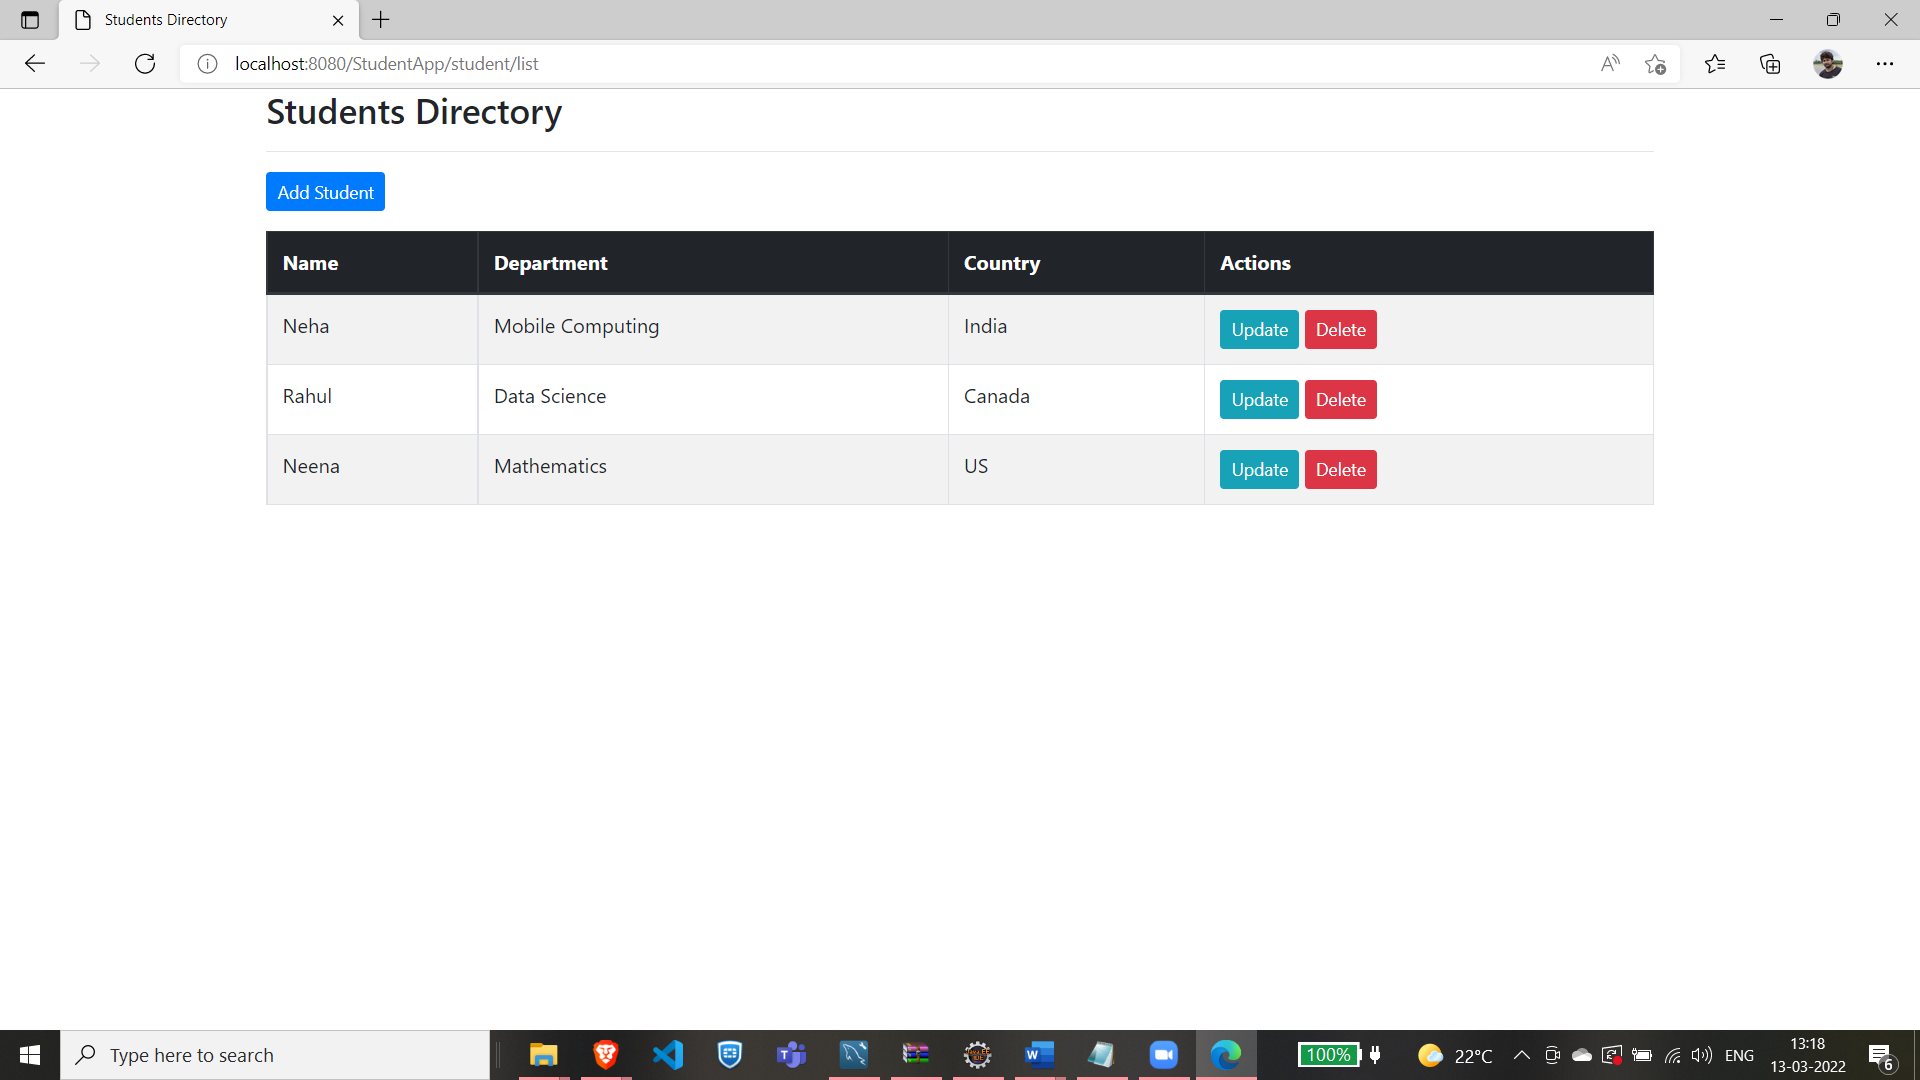 Students Directory
localhost:8080/StudentApp/student/list
Students Directory
Add Student
Name Department Country Actions
Neha Mobile Computing India Update Delete
Rahul Data Science Canada Update Delete
Neena Mathematics US Update Delete
Type here to search 100% 22°C ENG 13:18
13-03-2022 6